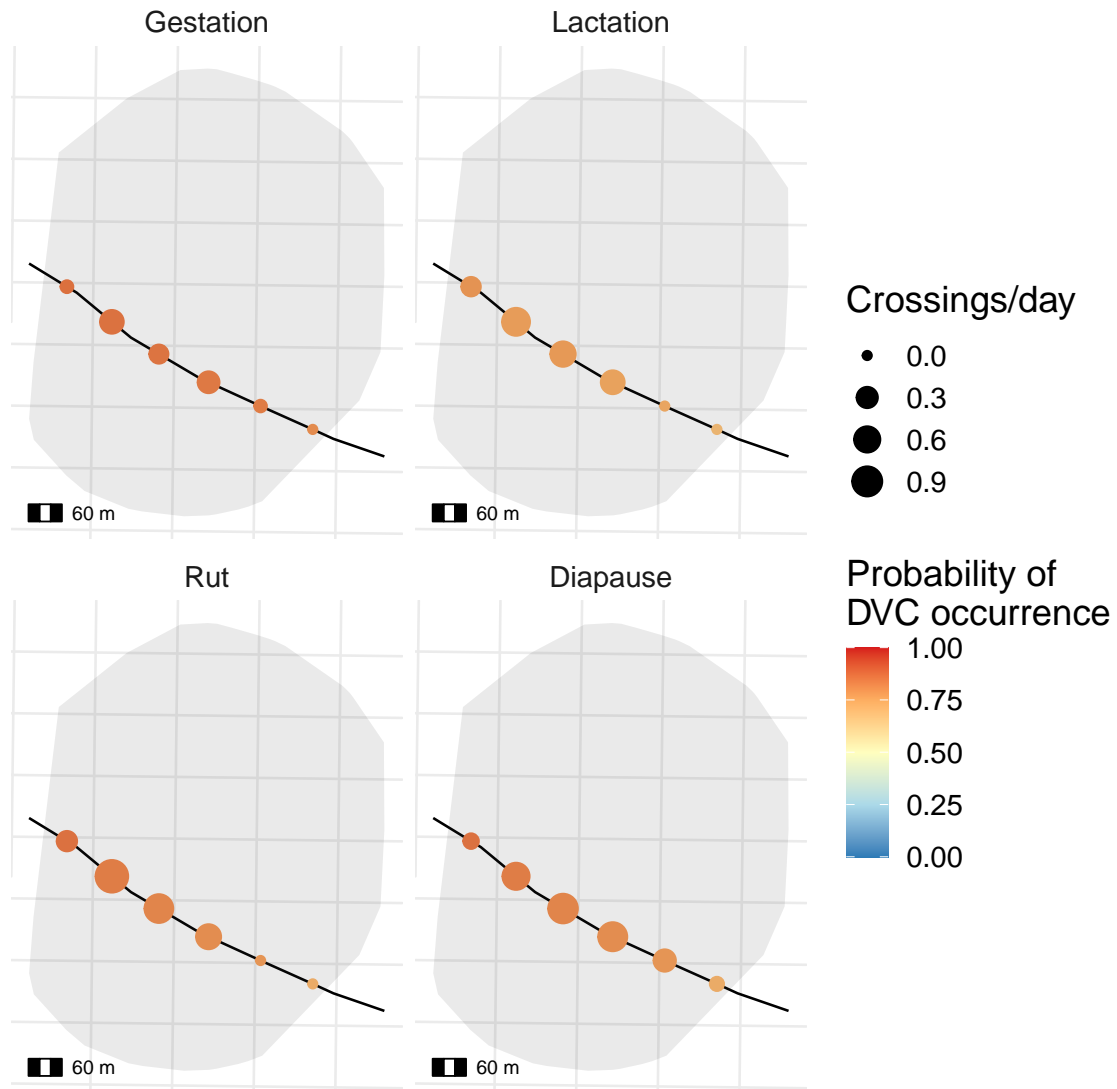 Gestation
Lactation
60 m
60 m
Rut
Diapause
60 m
60 m
Crossings/day
0.0
0.3
0.6
0.9
Probability of
DVC occurrence
1.00
0.75
0.50
0.25
0.00